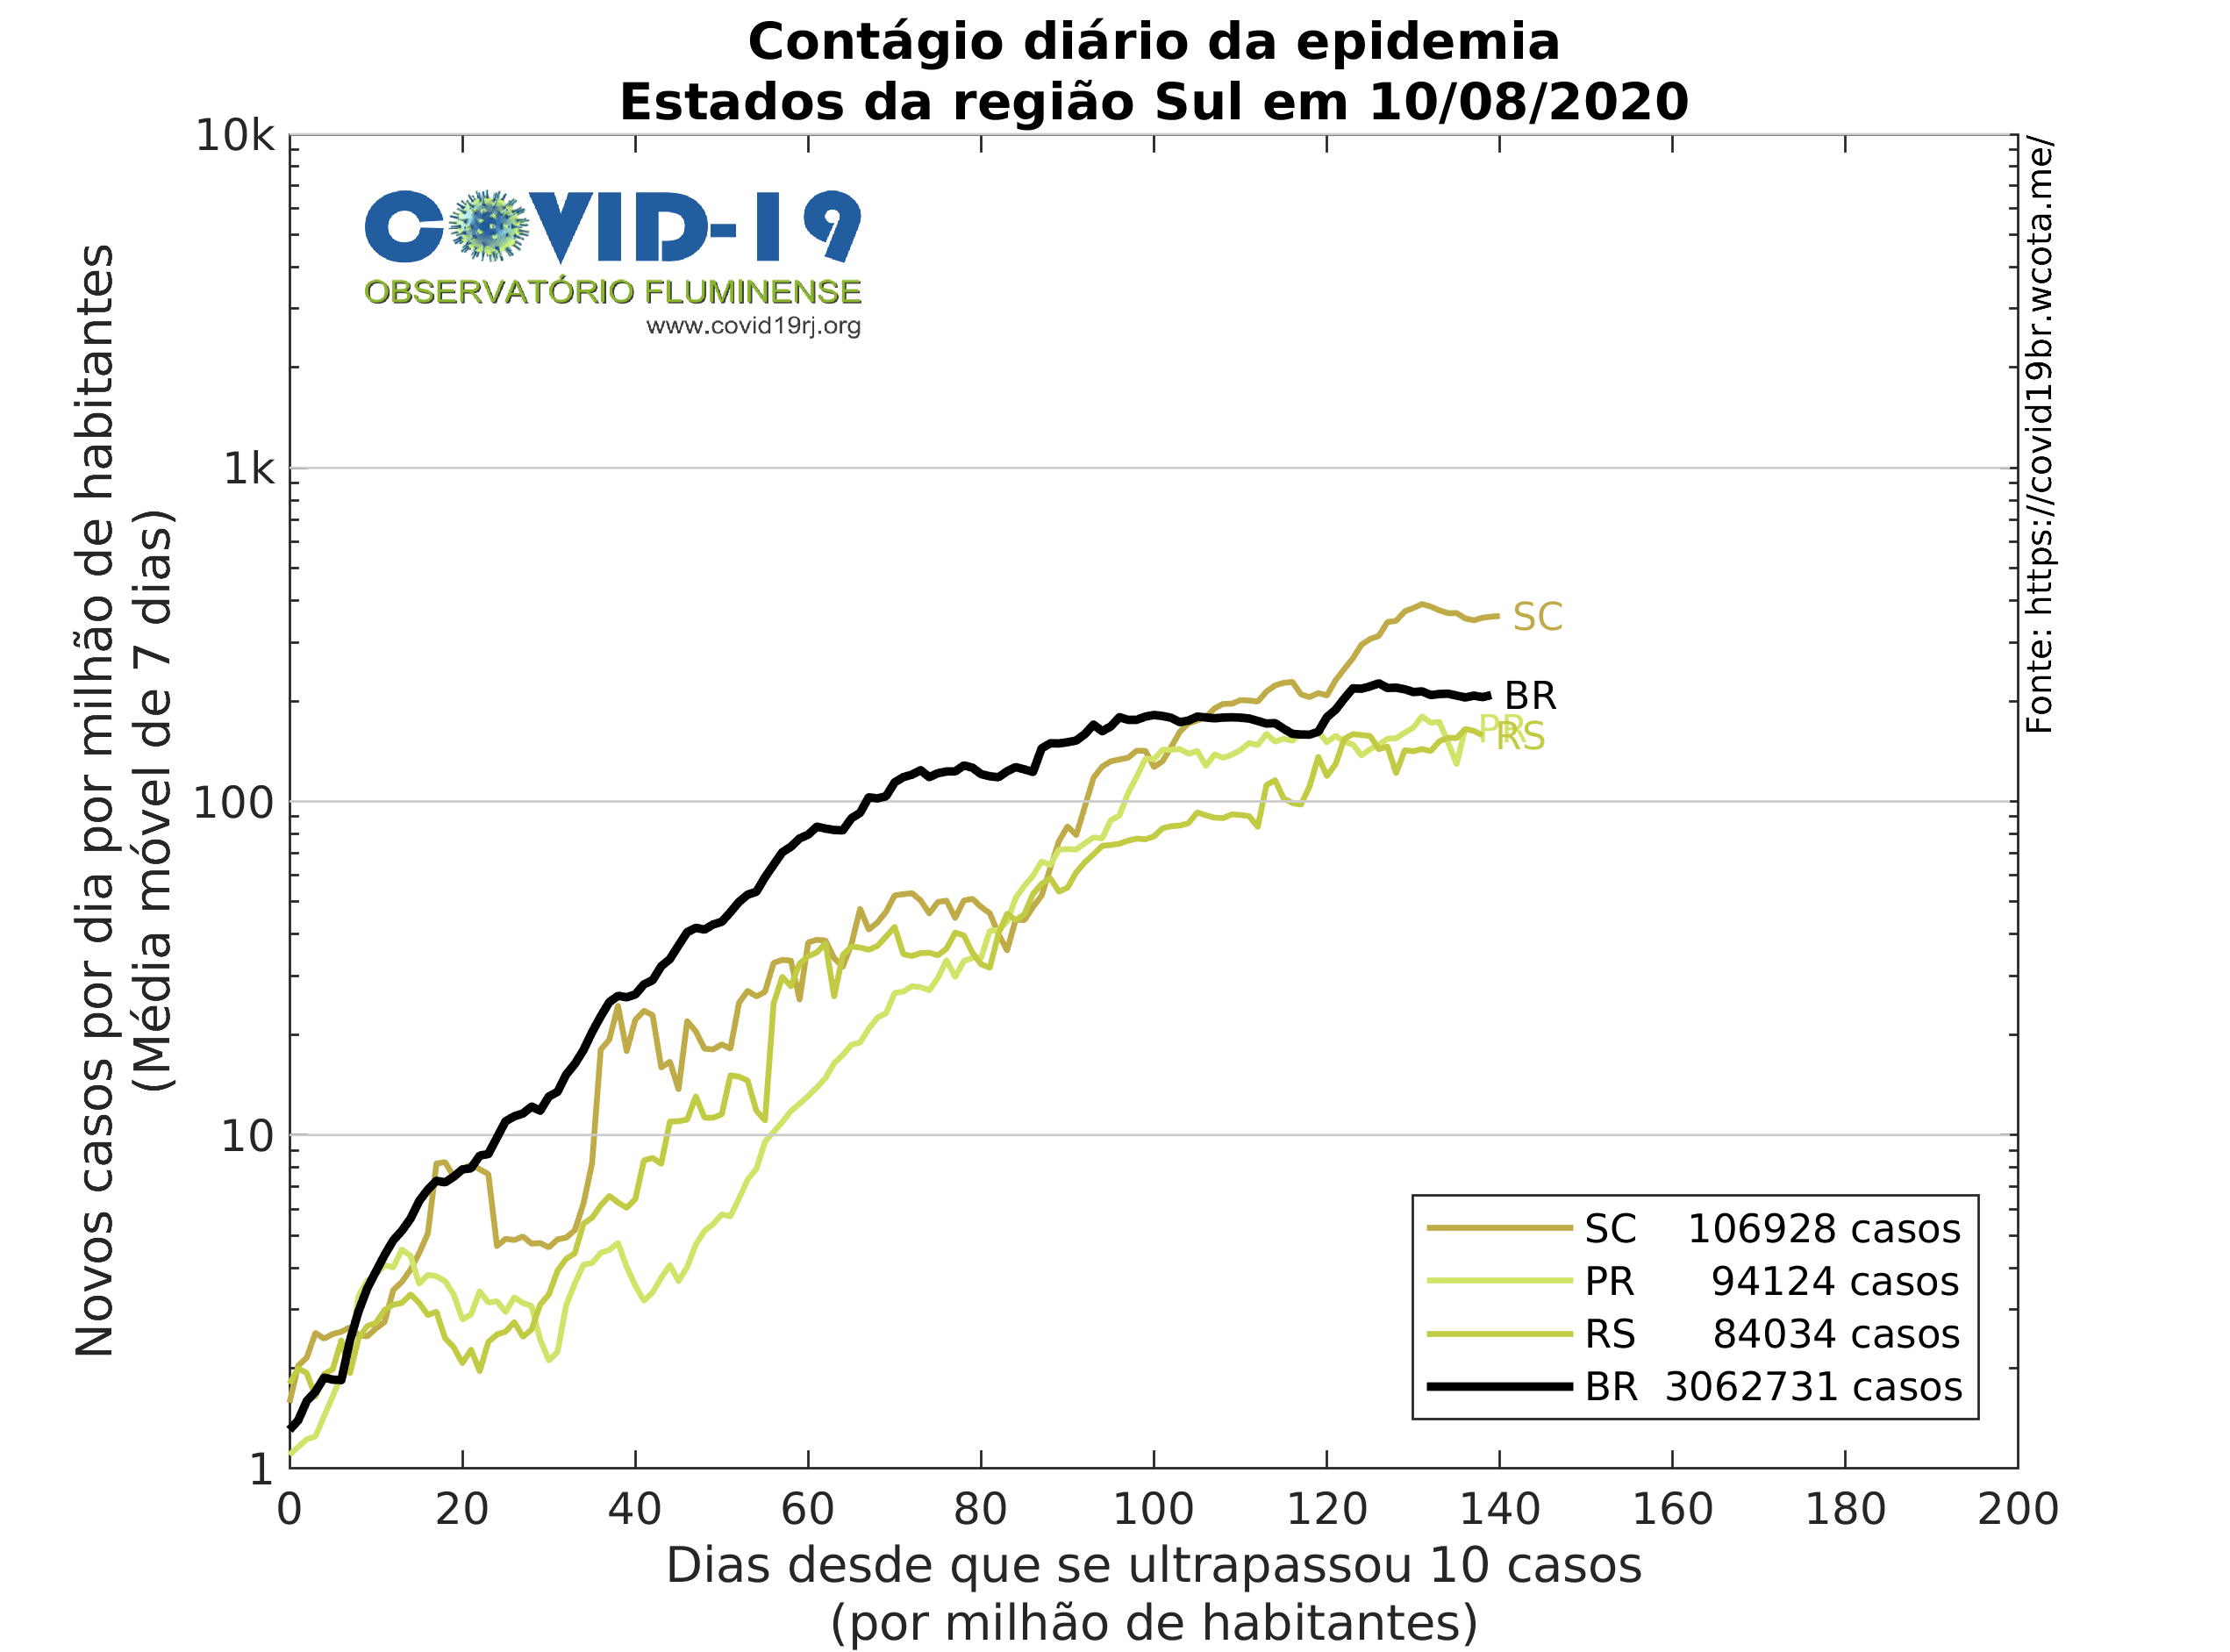 Contágio diário da epidemia
Estados da região Sul em 10/08/2020
Novos casos por dia por milhão de habitantes
(Média móvel de 7 dias)
10k
1k
100
10
1
COVID-19
OBSERVATÓRIO FLUMINENSE
www.covid19rj.org
Fonte: https://covid19br.wcota.me/
SC
BR
PR
RS
SC 106928 casos
PR 94124 casos
RS 84034 casos
BR 3062731 casos
0 20 40 60 80 100 120 140 160 180 200
Dias desde que se ultrapassou 10 casos
(por milhão de habitantes)